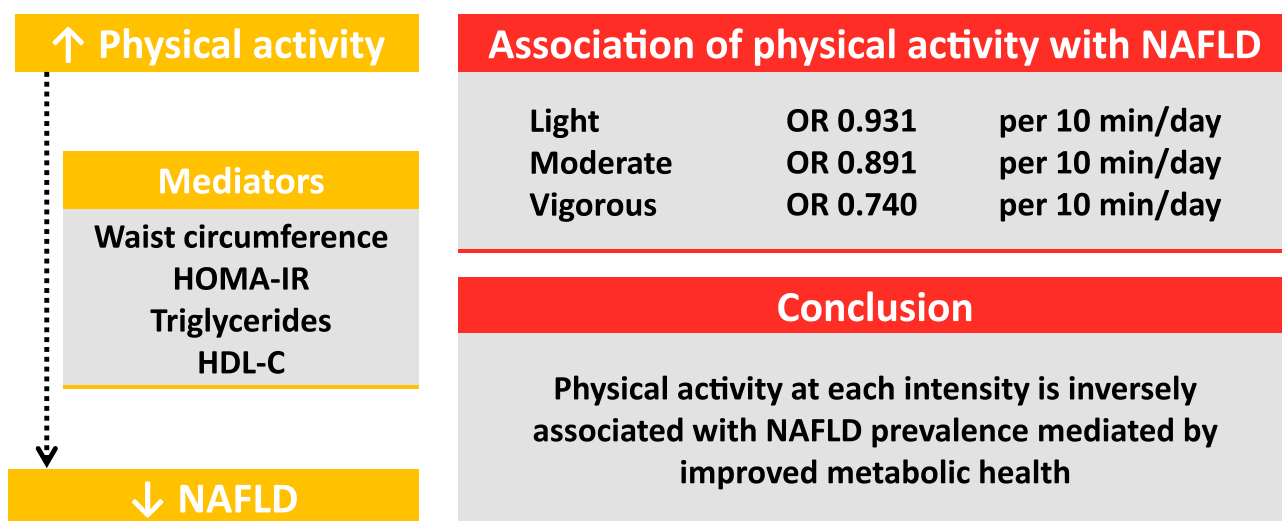 ↑ Physical activity
Mediators
Waist circumference
HOMA-IR
Triglycerides
HDL-C
↓ NAFLD
Association of physical activity with NAFLD
Light OR 0.931 per 10 min/day
Moderate OR 0.891 per 10 min/day
Vigorous OR 0.740 per 10 min/day
Conclusion
Physical activity at each intensity is inversely
associated with NAFLD prevalence mediated by
improved metabolic health